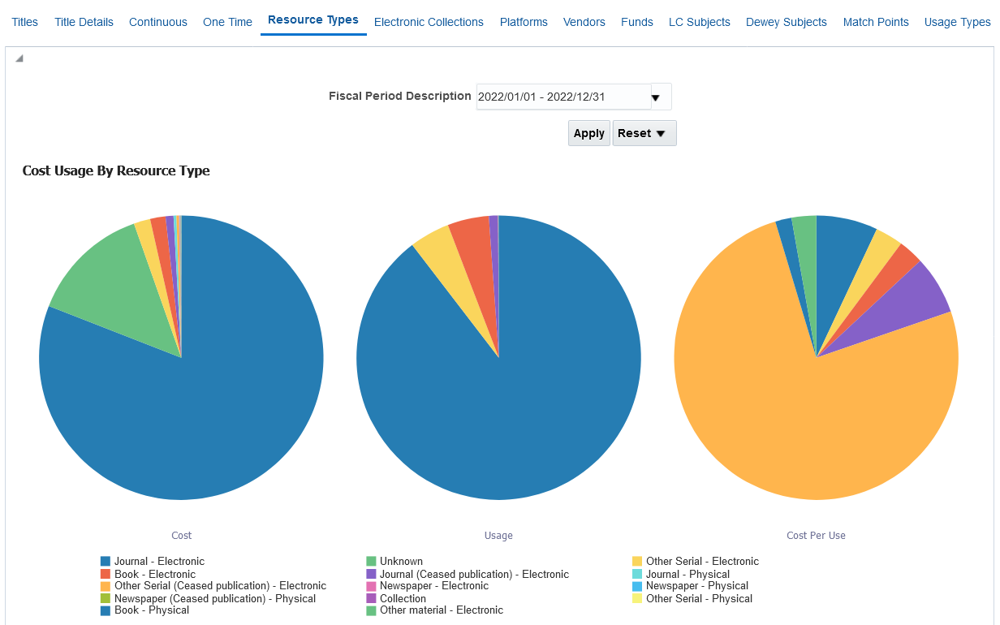 Titles Title Details Continuous One Time Resource Types Electronic Collections Platforms Vendors Funds LC Subjects Dewey Subjects Match Points Usage Types
Fiscal Period Description 2022/01/01 - 2022/12/31
Apply Reset
Cost Usage By Resource Type
Cost Usage Cost Per Use
Journal - Electronic Unknown Other Serial - Electronic
Book - Electronic Journal (Ceased publication) - Electronic Journal - Physical
Other Serial (Ceased publication) - Electronic Newspaper - Electronic Newspaper - Physical
Newspaper (Ceased publication) - Physical Collection Other Serial - Physical
Book - Physical Other material - Electronic